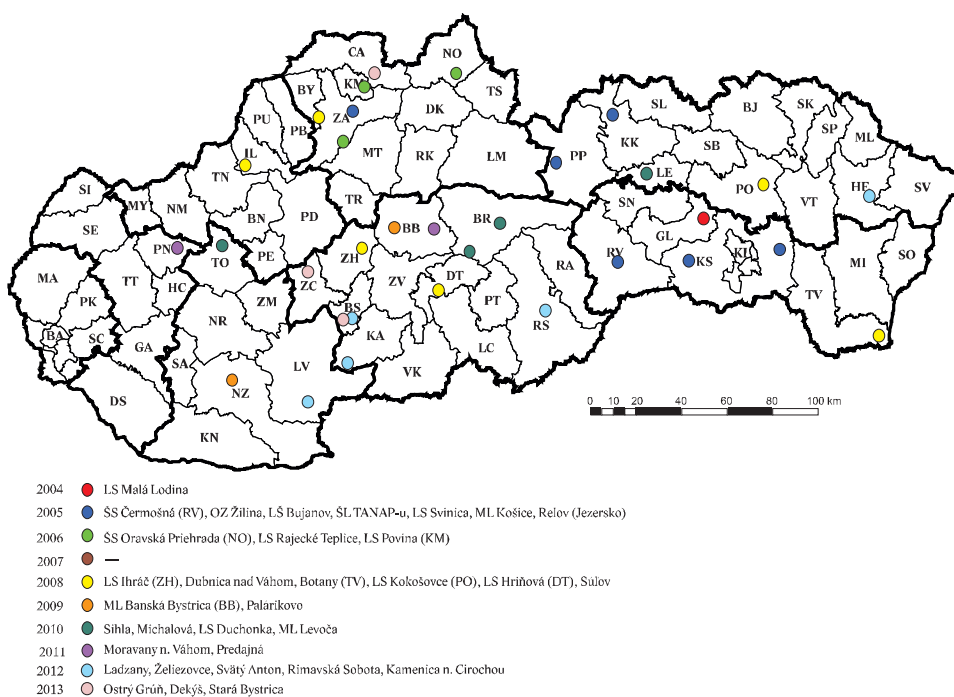 CA
NO
BY
KM
TS
PU
PB
ZA
DK
SL
BJ
SK
SP
ML
IL
MT
RK
LM
PP
KK
SB
LE
TN
PO
HE
SV
SI
MY
NM
BN
PD
TR
BR
SN
VT
SE
PN
TO
PE
ZH
BB
GL
MA
TT
HC
ZC
ZV
DT
RA
RV
KS
KE
MI
SO
PK
ZM
BS
PT
TV
BA
SC
GA
NR
KA
RS
SA
LV
LC
DS
NZ
VK
KN
0 10 20 40 60 80 100 km
2004 LS Malá Lodina
2005 ŠS Čermošná (RV), OZ Žilina, LŠ Bujanov, ŠL TANAP-u, LS Svinica, ML Košice, Reľov (Jezersko)
2006 ŠS Oravská Priehrada (NO), LS Rajecké Teplice, LS Povina (KM)
2007 —
2008 LS Ihráč (ZH), Dubnica nad Váhom, Botany (TV), LS Kokošovce (PO), LS Hriňová (DT), Súľov
2009 ML Banská Bystrica (BB), Palárikovo
2010 Sihla, Michalová, LS Duchonka, ML Levoča
2011 Moravany n. Váhom, Predajná
2012 Ladzany, Želiezovce, Svätý Anton, Rimavská Sobota, Kamenica n. Cirochou
2013 Ostrý Grúň, Dekýš, Stará Bystrica